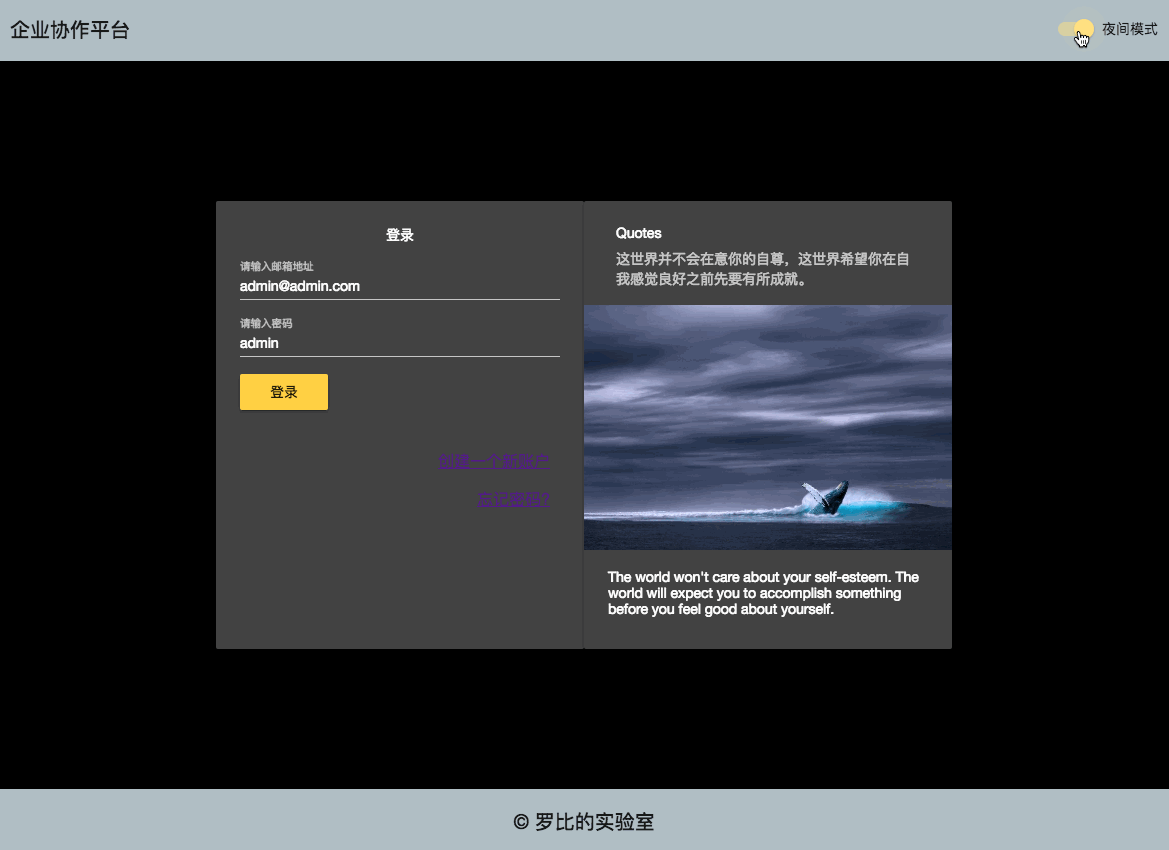 企业协作平台
夜间模式
登录
请输入邮箱地址
admin@admin.com
请输入密码
admin
登录
创建一个新账户
忘记密码?
Quotes
这世界并不会在意你的自尊，这世界希望你在自
我感觉良好之前先要有所成就。
The world won't care about your self-esteem. The
world will expect you to accomplish something
before you feel good about yourself.
© 罗比的实验室